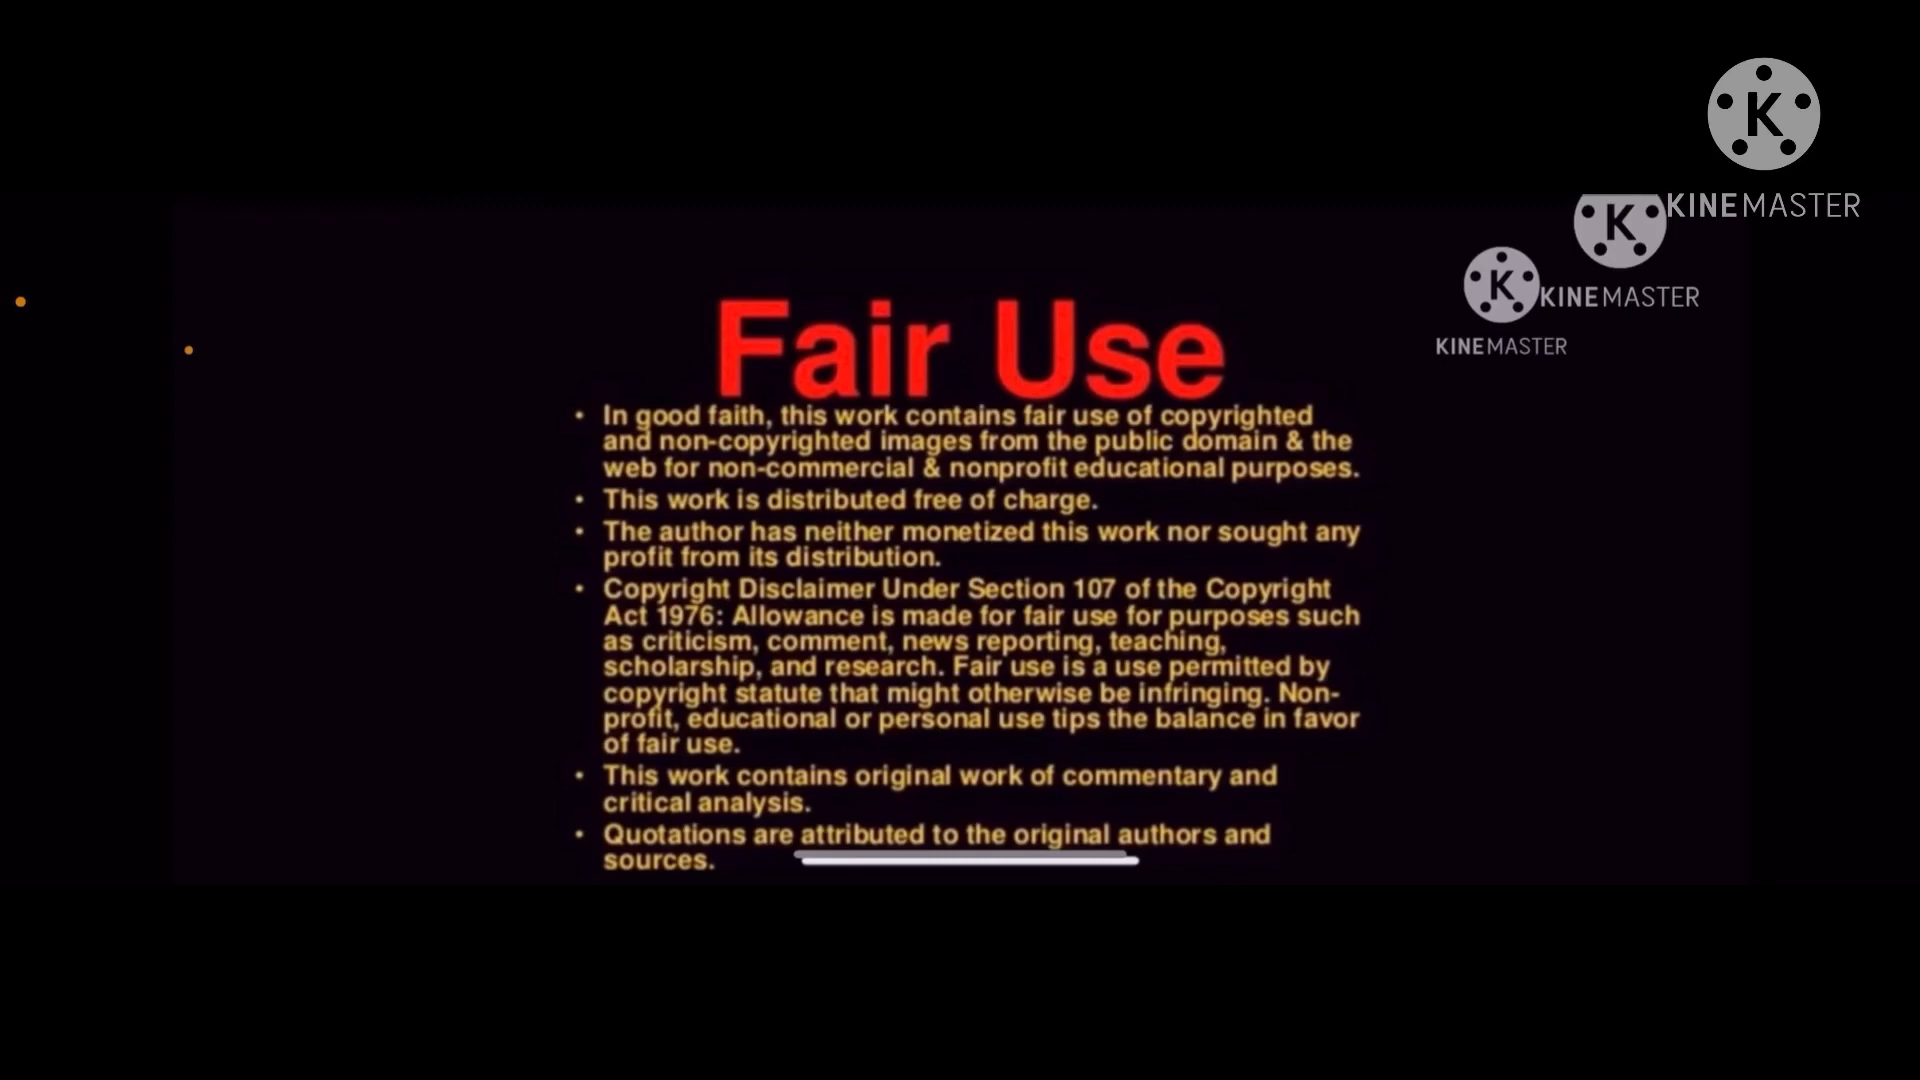 K
KINEMASTER
K
KINEMASTER
K
KINEMASTER
Fair Use
• In good faith, this work contains fair use of copyrighted
and non-copyrighted images from the public domain & the
web for non-commercial & nonprofit educational purposes.
• This work is distributed free of charge.
• The author has neither monetized this work nor sought any
profit from its distribution.
• Copyright Disclaimer Under Section 107 of the Copyright
Act 1976: Allowance is made for fair use for purposes such
as criticism, comment, news reporting, teaching,
scholarship, and research. Fair use is a use permitted by
copyright statute that might otherwise be infringing. Non-
profit, educational or personal use tips the balance in favor
of fair use.
• This work contains original work of commentary and
critical analysis.
• Quotations are attributed to the original authors and
sources.